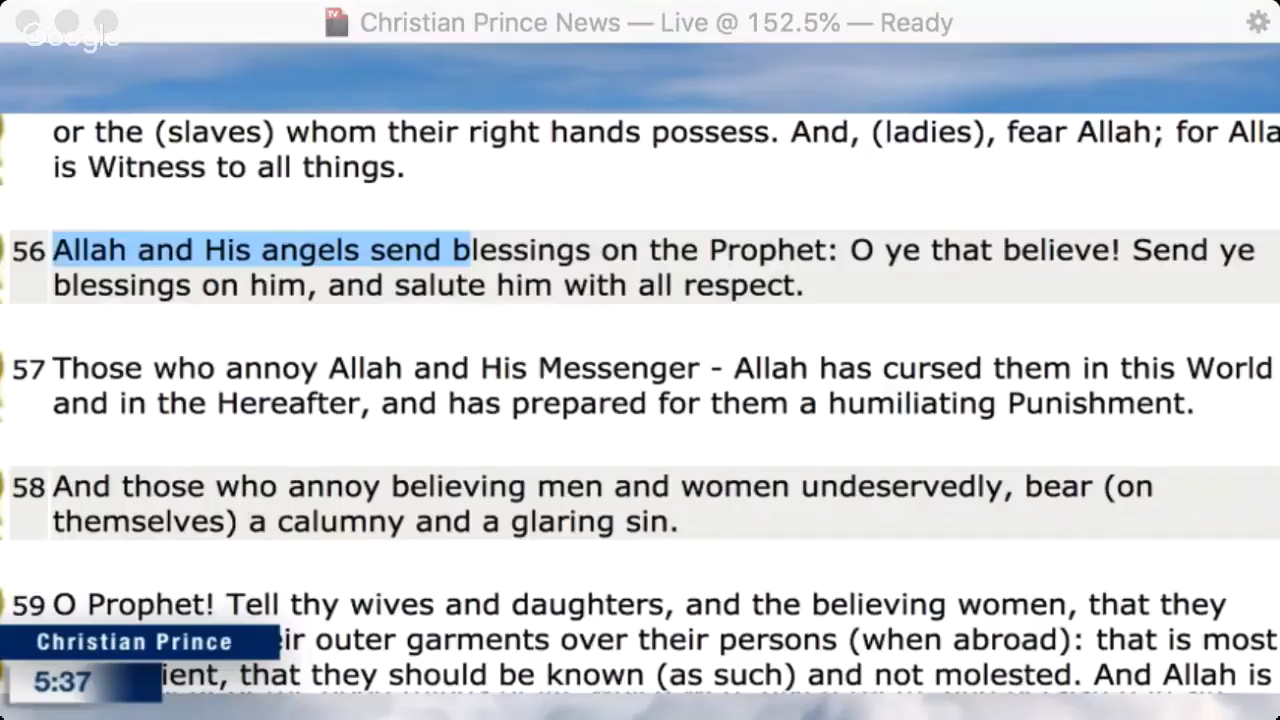 Google
Christian Prince News — Live @ 152.5% — Ready
or the (slaves) whom their right hands possess. And, (ladies), fear Allah; for Alla
is Witness to all things.
56 Allah and His angels send blessings on the Prophet: O ye that believe! Send ye
blessings on him, and salute him with all respect.
57 Those who annoy Allah and His Messenger - Allah has cursed them in this World
and in the Hereafter, and has prepared for them a humiliating Punishment.
58 And those who annoy believing men and women undeservedly, bear (on
themselves) a calumny and a glaring sin.
59 O Prophet! Tell thy wives and daughters, and the believing women, that they
eir outer garments over their persons (when abroad): that is most
ient, that they should be known (as such) and not molested. And Allah is
Christian Prince
5:37